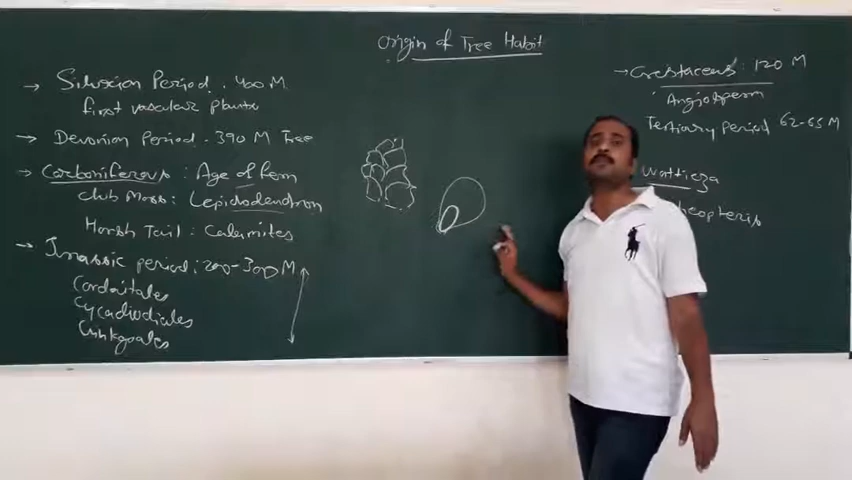 Origin of Tree Habit
→ Silurian Period. 400 M
first vascular plants
→ Devonian Period. 390 M Tree
→ Carboniferous : Age of fern
club Moss : Lepidodendron
Horsh Tail : Calamites
→ Jurassic period : 200-300 M
Cordaitales
Cycadiodiales
Ginkgoales
→ Cretaceous : 120 M
Angiosperm
Tertiary period 62-65 M
Wattieza